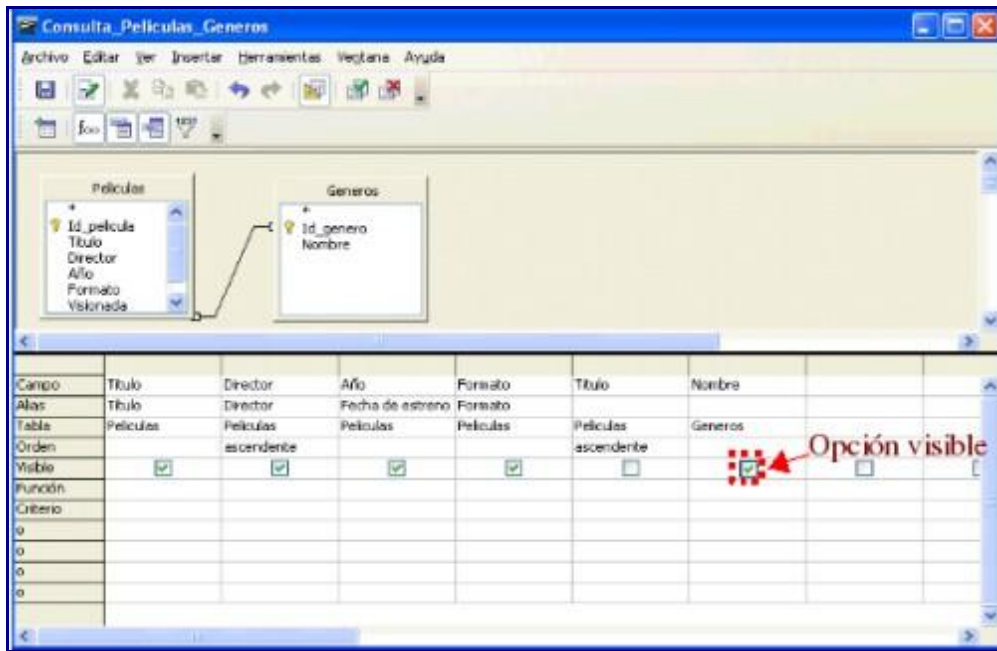 Consulta_Peliculas_Generos
Archivo Editar Ver Insertar Herramientas Ventana Ayuda
Peliculas
*
Id_pelicula
Titulo
Director
Año
Formato
Visionada
Generos
*
Id_genero
Nombre
Campo Titulo Director Año Formato Titulo Nombre
Alias Titulo Director Fecha de estreno Formato
Tabla Peliculas Peliculas Peliculas Peliculas Peliculas Generos
Orden ascendente ascendente
Visible
Opción visible
Función
Criterio
o
o
o
o